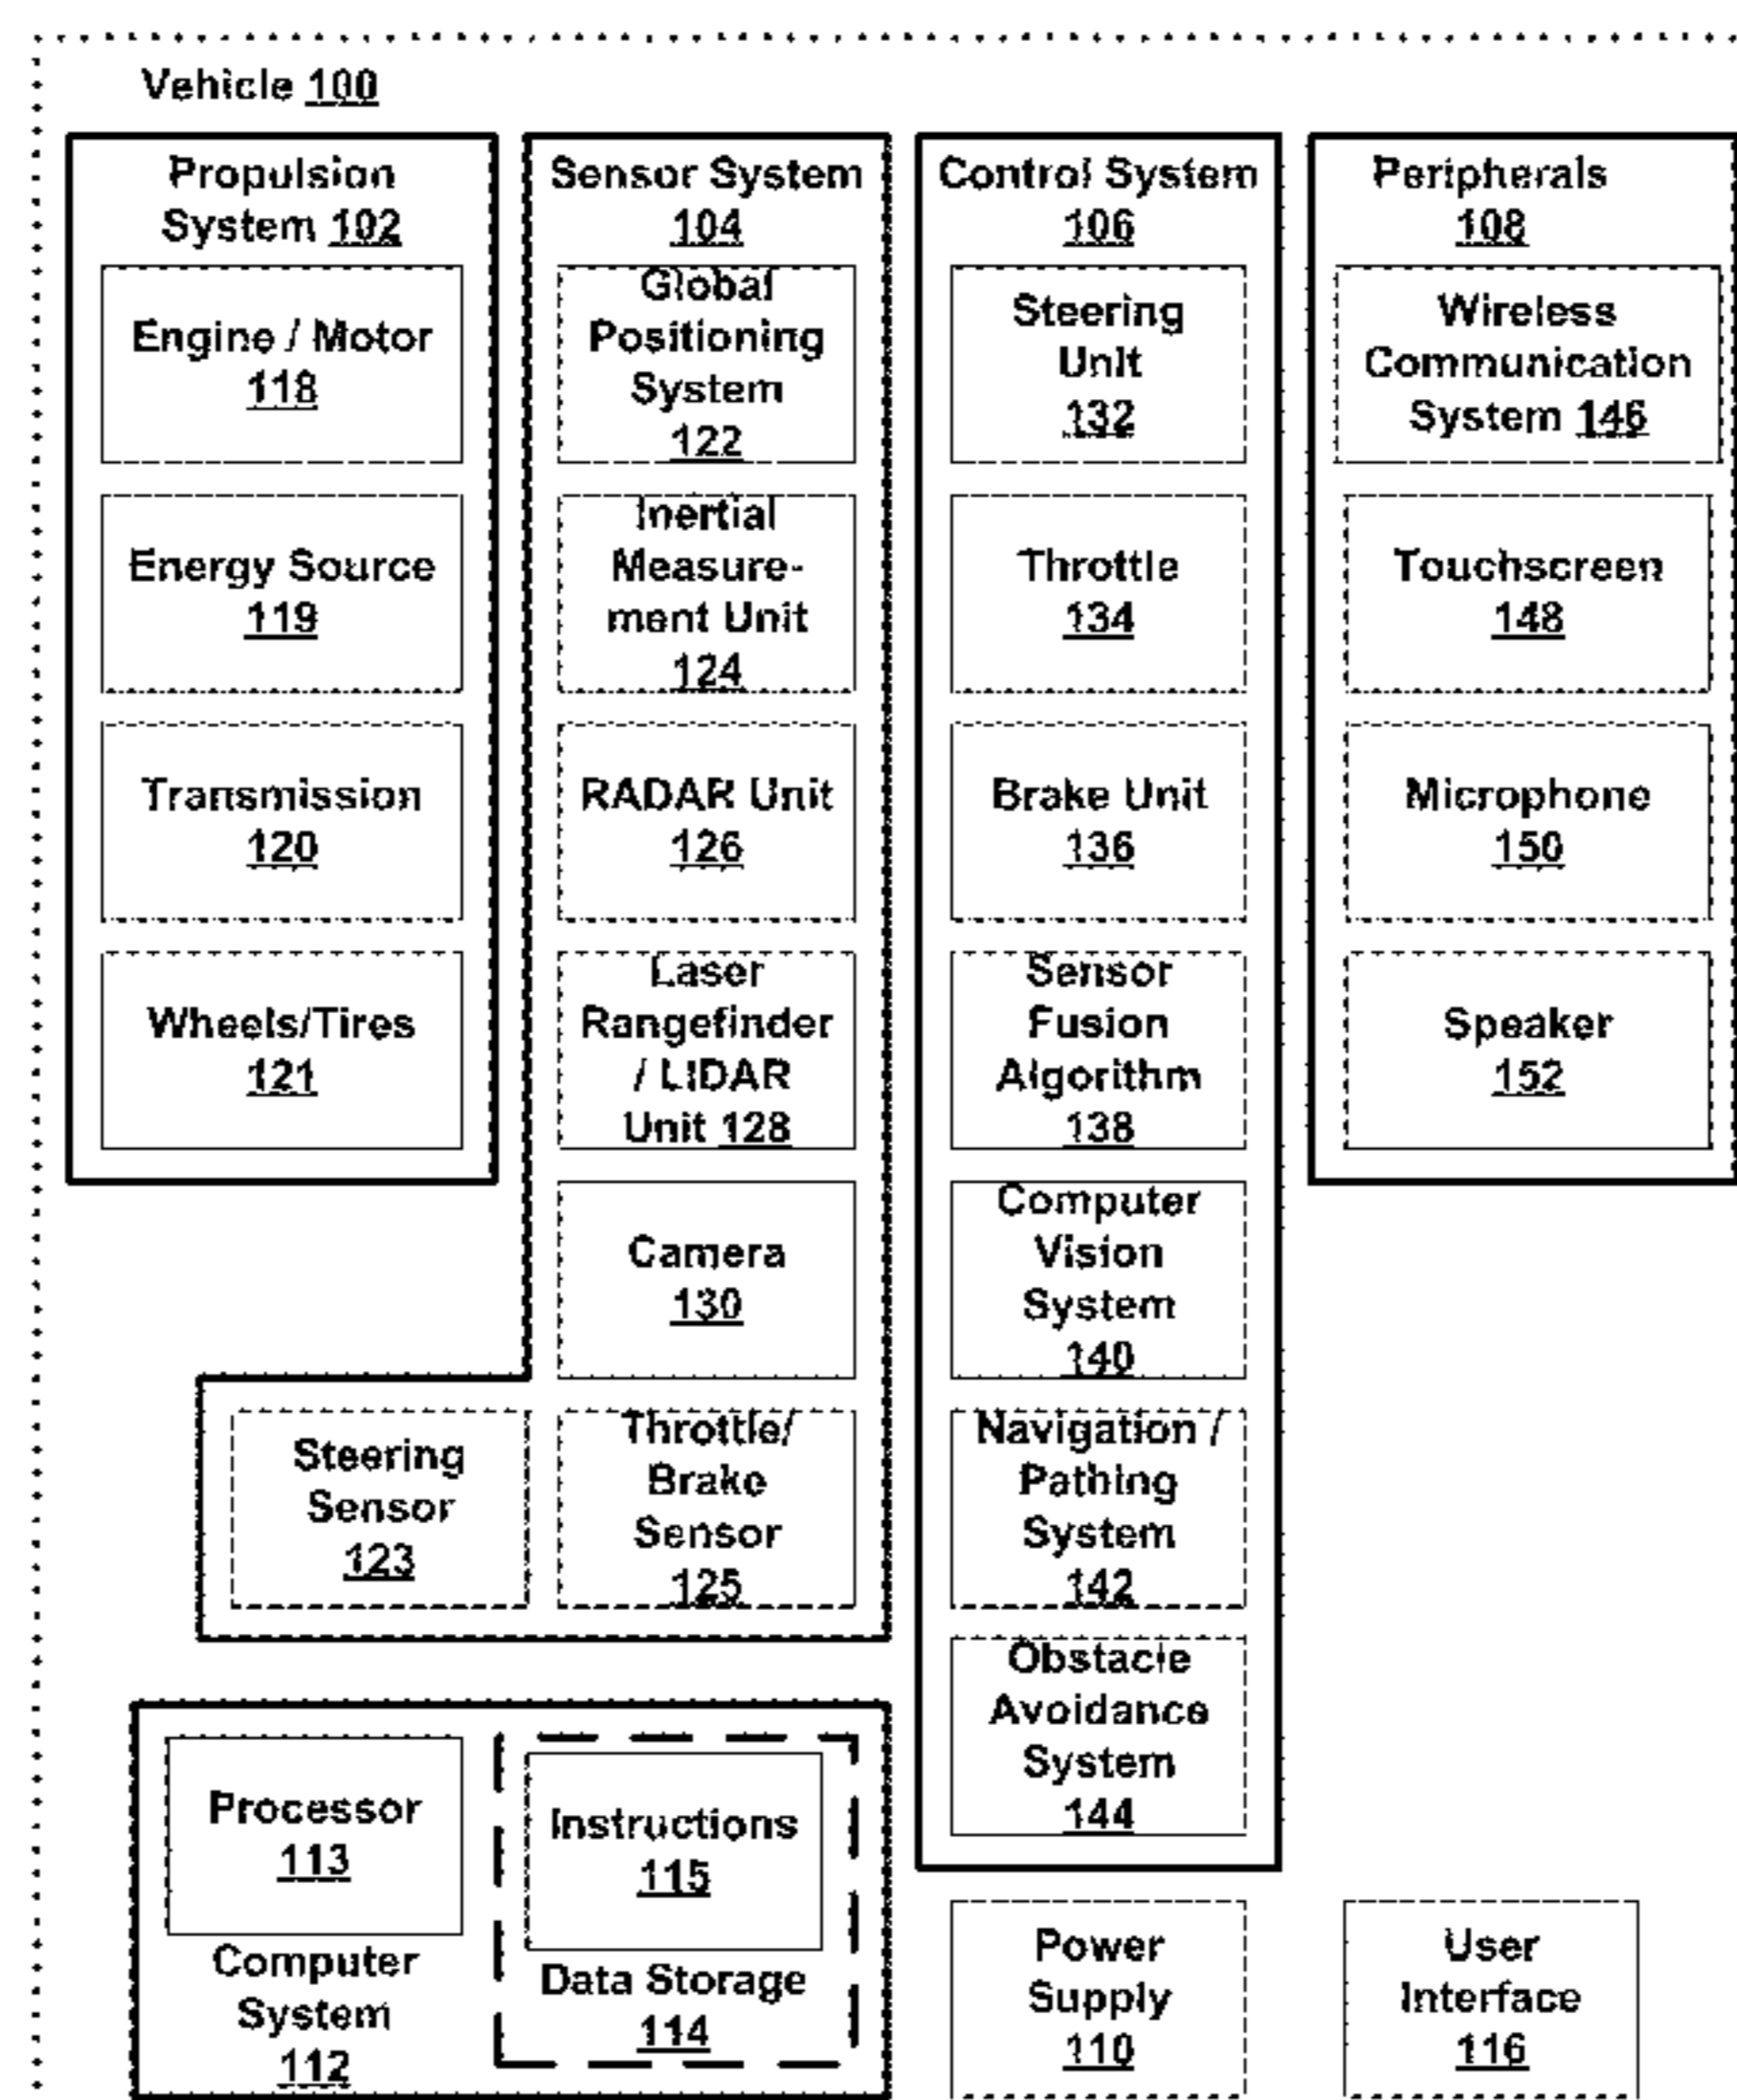 Vehicle 100
Propulsion
System 102
Engine / Motor
118
Energy Source
119
Transmission
120
Wheels/Tires
121
Sensor System
104
Global
Positioning
System
122
Inertial
Measure-
ment Unit
124
RADAR Unit
126
Laser
Rangefinder
/ LIDAR
Unit 128
Camera
130
Steering
Sensor
123
Throttle/
Brake
Sensor
125
Control System
106
Steering
Unit
132
Throttle
134
Brake Unit
136
Sensor
Fusion
Algorithm
138
Computer
Vision
System
140
Navigation /
Pathing
System
142
Obstacle
Avoidance
System
144
Peripherals
108
Wireless
Communication
System 146
Touchscreen
148
Microphone
150
Speaker
152
Processor
113
Computer
System
112
Instructions
115
Data Storage
114
Power
Supply
110
User
Interface
116